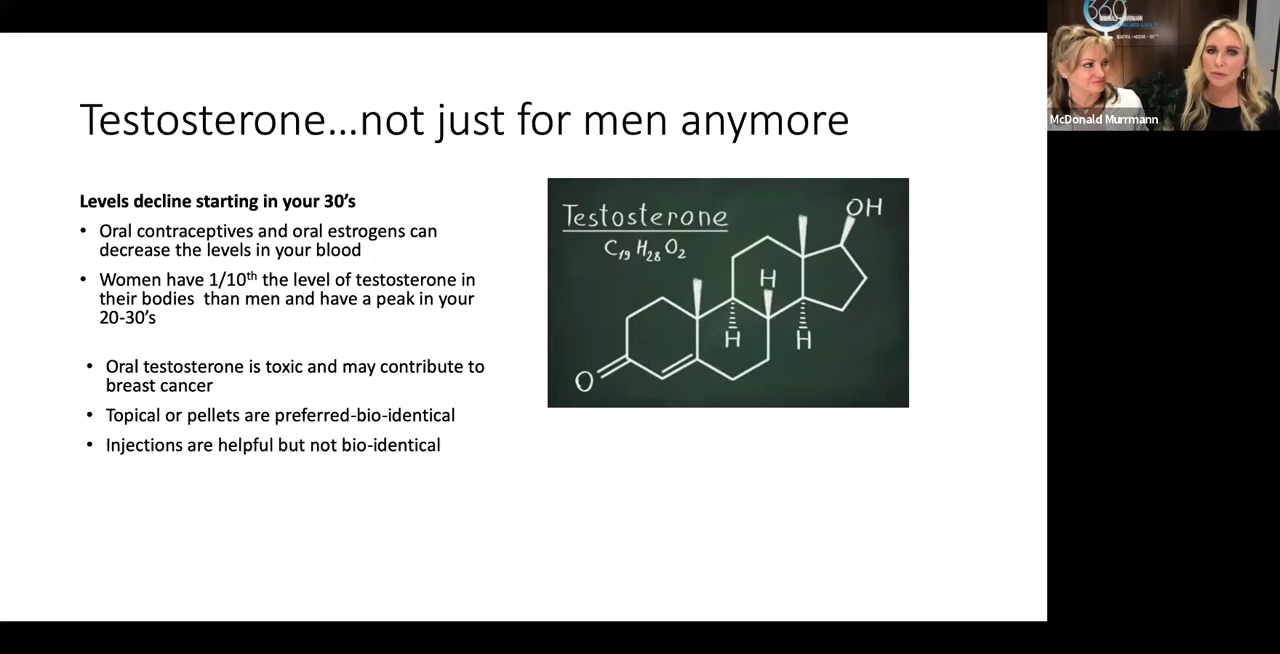 Testosterone...not just for men anymore
Levels decline starting in your 30's
• Oral contraceptives and oral estrogens can
decrease the levels in your blood
• Women have 1/10th the level of testosterone in
their bodies than men and have a peak in your
20-30's
• Oral testosterone is toxic and may contribute to
breast cancer
• Topical or pellets are preferred-bio-identical
• Injections are helpful but not bio-identical
Testosterone
C19 H28 O2
OH
H
H
H
O
360
McDonald Murrmann